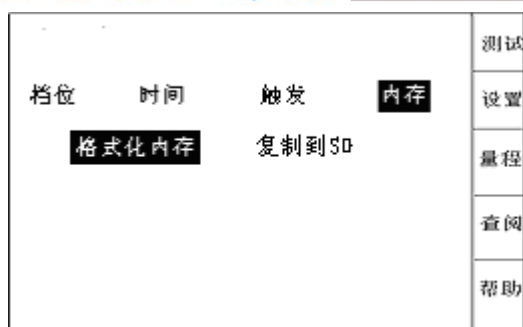 测试
档位 时间 触发 内存 设置
格式化内存 复制到SD
量程
查阅
帮助